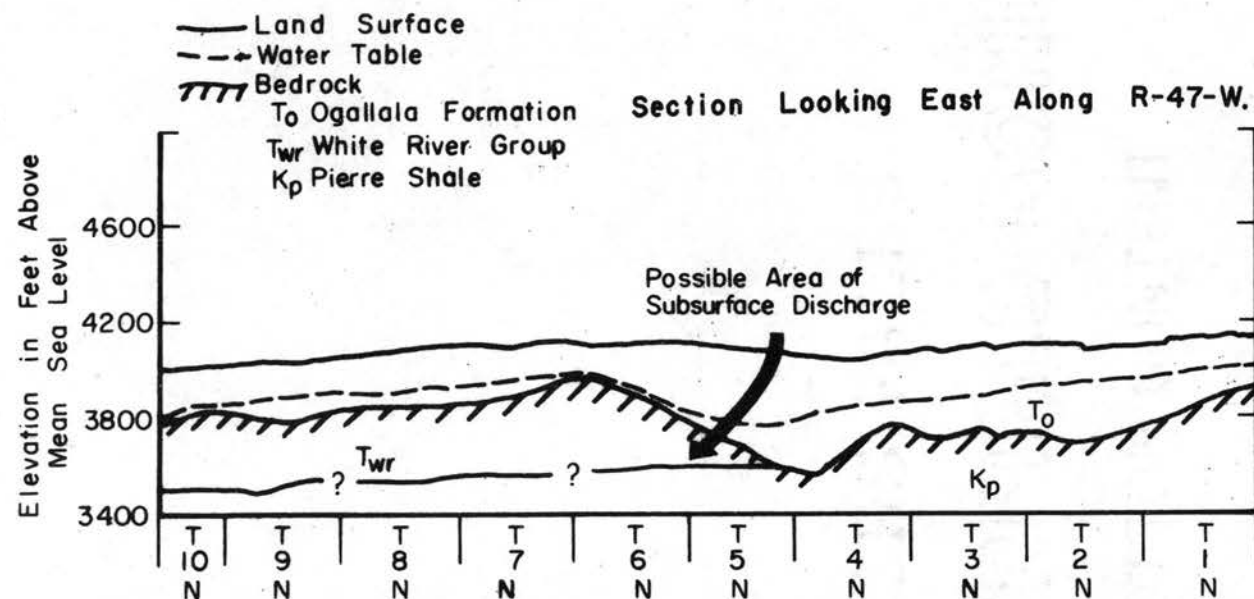 Land Surface
Water Table
Bedrock
To Ogallala Formation
Twr White River Group
Kp Pierre Shale
Section Looking East Along R-47-W.
Elevation in Feet Above
Mean Sea Level
4600
4200
3800
3400
Possible Area of
Subsurface Discharge
To
Twr
? ?
Kp
T T T T T T T T T T
10 9 8 7 6 5 4 3 2 1
N N N N N N N N N N